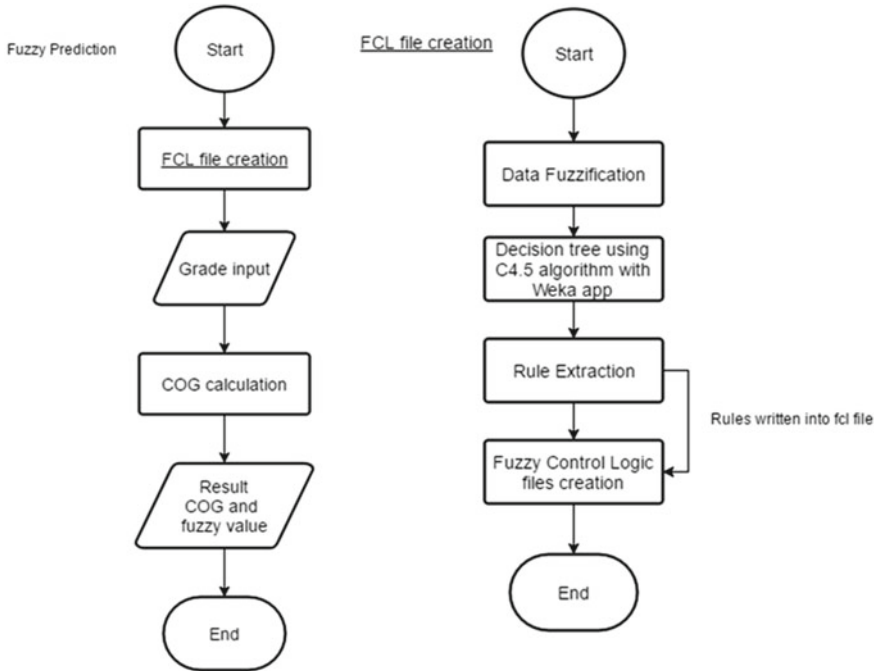 Fuzzy Prediction
Start
FCL file creation
Grade input
COG calculation
Result
COG and
fuzzy value
End
FCL file creation
Start
Data Fuzzification
Decision tree using
C4.5 algorithm with
Weka app
Rule Extraction
Rules written into fcl file
Fuzzy Control Logic
files creation
End